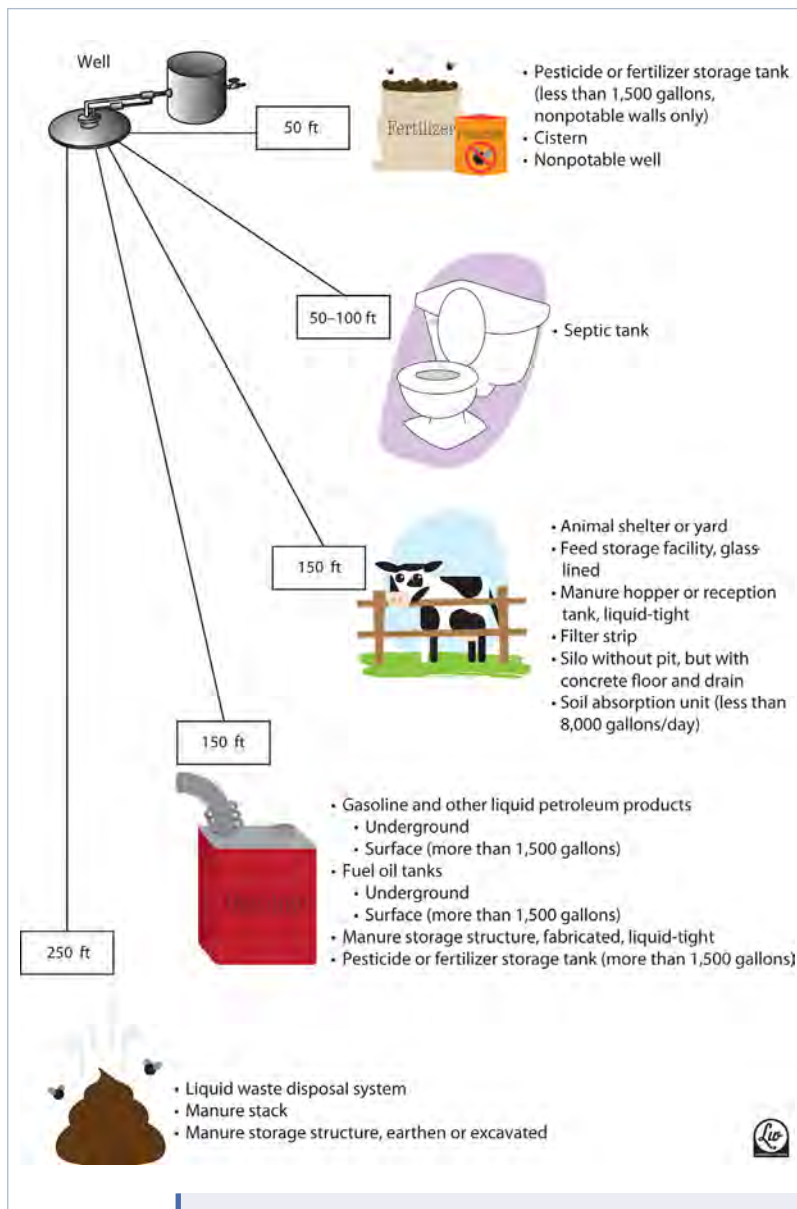 Well
50 ft
Fertilizer
• Pesticide or fertilizer storage tank
(less than 1,500 gallons,
nonpotable walls only)
• Cistern
• Nonpotable well
50–100 ft
• Septic tank
150 ft
• Animal shelter or yard
• Feed storage facility, glass-
lined
• Manure hopper or reception
tank, liquid-tight
• Filter strip
• Silo without pit, but with
concrete floor and drain
• Soil absorption unit (less than
8,000 gallons/day)
150 ft
• Gasoline and other liquid petroleum products
• Underground
• Surface (more than 1,500 gallons)
• Fuel oil tanks
• Underground
• Surface (more than 1,500 gallons)
• Manure storage structure, fabricated, liquid-tight
• Pesticide or fertilizer storage tank (more than 1,500 gallons)
250 ft
• Liquid waste disposal system
• Manure stack
• Manure storage structure, earthen or excavated